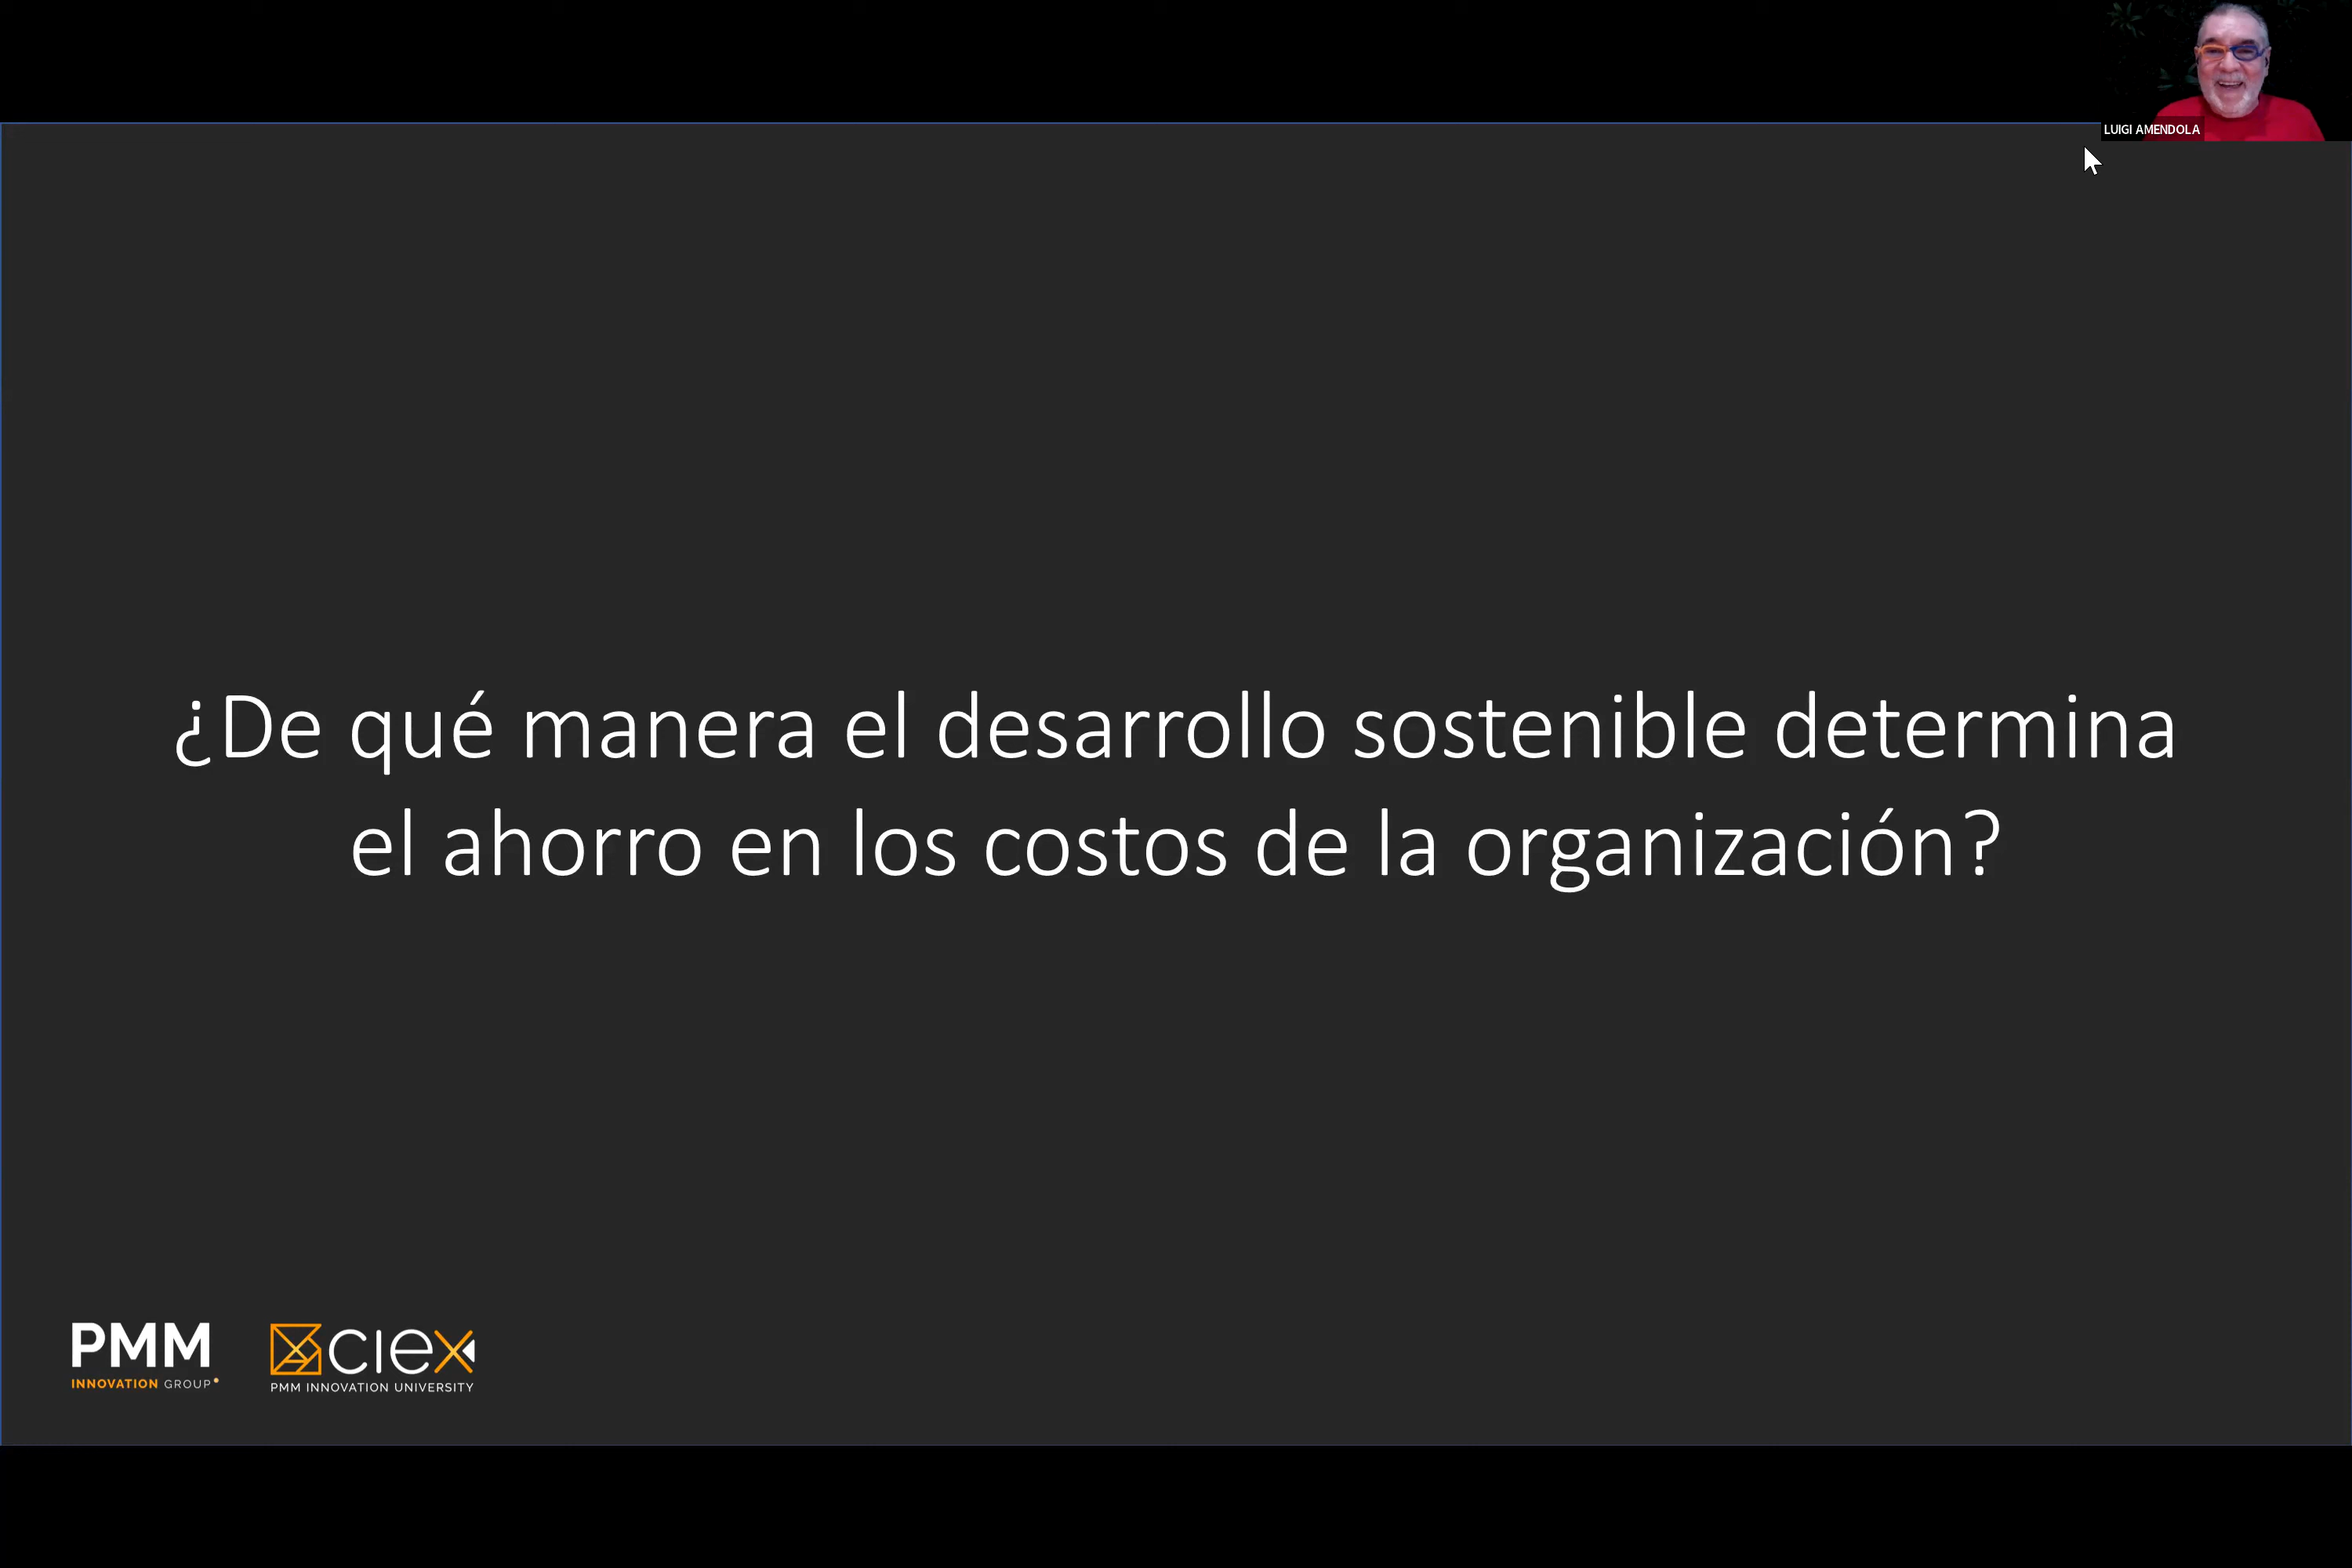 LUIGI AMENDOLA
¿De qué manera el desarrollo sostenible determina
el ahorro en los costos de la organización?
PMM
INNOVATION GROUP
ciex
PMM INNOVATION UNIVERSITY